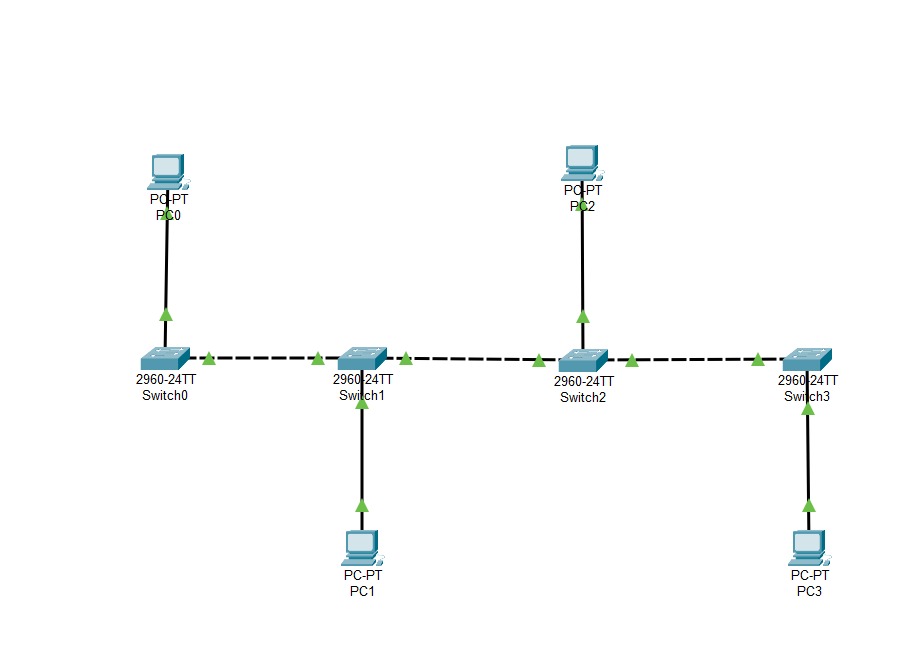 PC-PT
PC0
PC-PT
PC2
2960-24TT
Switch0
2960-24TT
Switch1
2960-24TT
Switch2
2960-24TT
Switch3
PC-PT
PC1
PC-PT
PC3